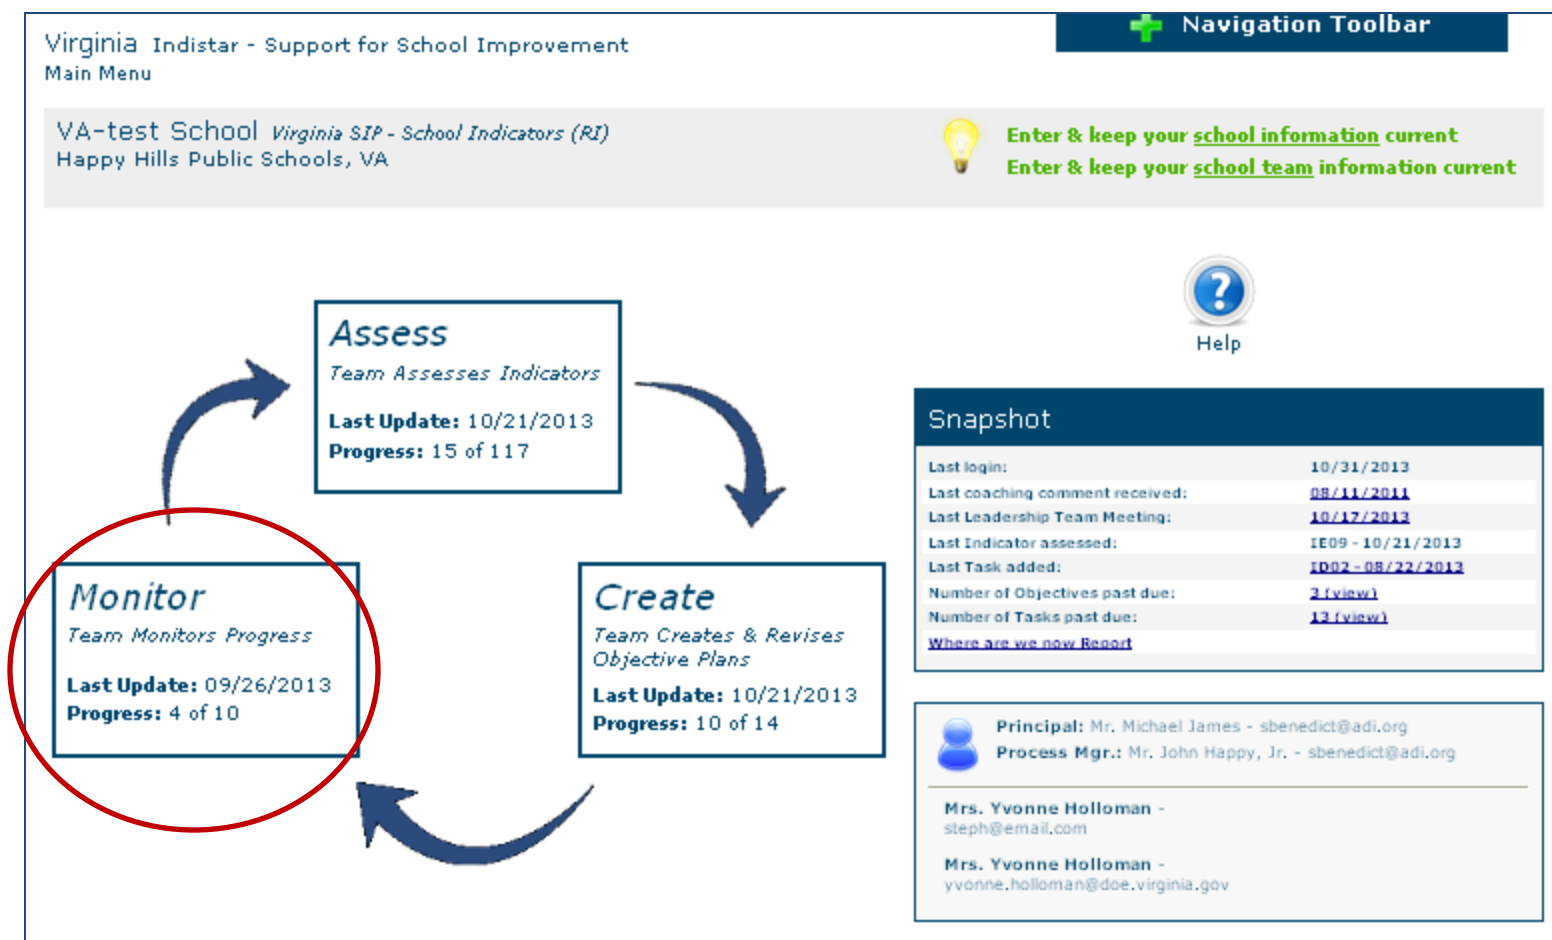 Navigation Toolbar
Virginia Indistar - Support for School Improvement
Main Menu
VA-test School Virginia SIP - School Indicators (RI)
Happy Hills Public Schools, VA
Enter & keep your school information current
Enter & keep your school team information current
Help
Assess
Team Assesses Indicators
Last Update: 10/21/2013
Progress: 15 of 117
Monitor
Team Monitors Progress
Last Update: 09/26/2013
Progress: 4 of 10
Create
Team Creates & Revises
Objective Plans
Last Update: 10/21/2013
Progress: 10 of 14
Snapshot
Last login: 10/31/2013
Last coaching comment received: 08/11/2011
Last Leadership Team Meeting: 10/17/2013
Last Indicator assessed: IE09 - 10/21/2013
Last Task added: ID02 - 08/22/2013
Number of Objectives past due: 3 (view)
Number of Tasks past due: 13 (view)
Where are we now Report
Principal: Mr. Michael James - sbenedict@adi.org
Process Mgr.: Mr. John Happy, Jr. - sbenedict@adi.org
Mrs. Yvonne Holloman -
steph@email.com
Mrs. Yvonne Holloman -
yvonne.holloman@doe.virginia.gov